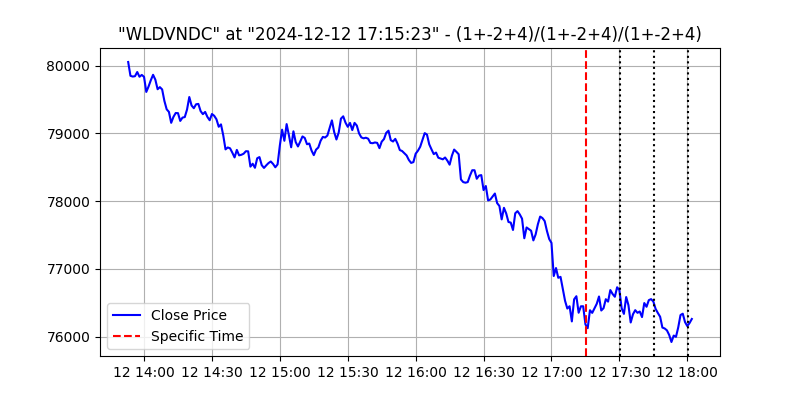 "WLDVNDC" at "2024-12-12 17:15:23" - (1+-2+4)/(1+-2+4)/(1+-2+4)
80000
79000
78000
77000
76000
Close Price
Specific Time
12 14:00 12 14:30 12 15:00 12 15:30 12 16:00 12 16:30 12 17:00 12 17:30 12 18:00